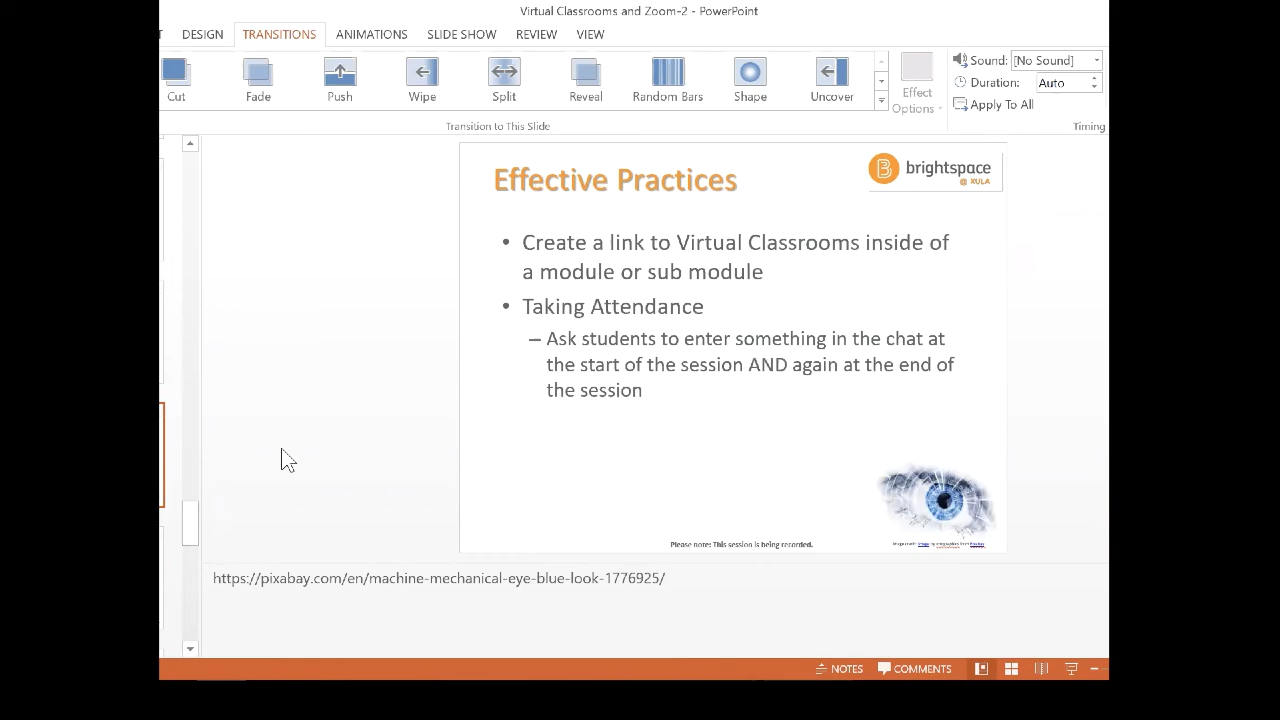 Virtual Classrooms and Zoom-2 - PowerPoint
DESIGN TRANSITIONS ANIMATIONS SLIDE SHOW REVIEW VIEW
Cut Fade Push Wipe Split Reveal Random Bars Shape Uncover
Effect Options
Sound: [No Sound]
Duration: Auto
Apply To All
Transition to This Slide
Timing
Effective Practices
brightspace
@ XULA
• Create a link to Virtual Classrooms inside of
a module or sub module
• Taking Attendance
– Ask students to enter something in the chat at
the start of the session AND again at the end of
the session
Please note: This session is being recorded.
https://pixabay.com/en/machine-mechanical-eye-blue-look-1776925/
NOTES COMMENTS